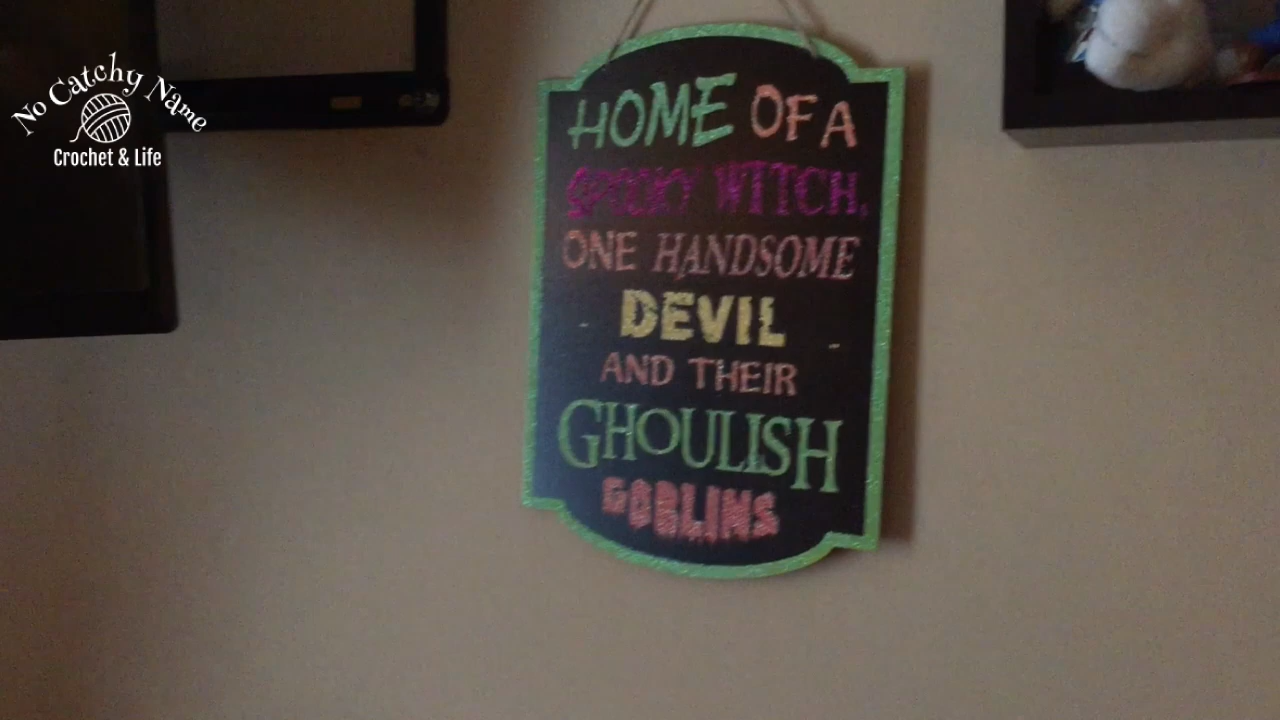 No Catchy Name
Crochet & Life
HOME OF A
SPOOKY WITCH,
ONE HANDSOME
DEVIL
AND THEIR
GHOULISH
GOBLINS